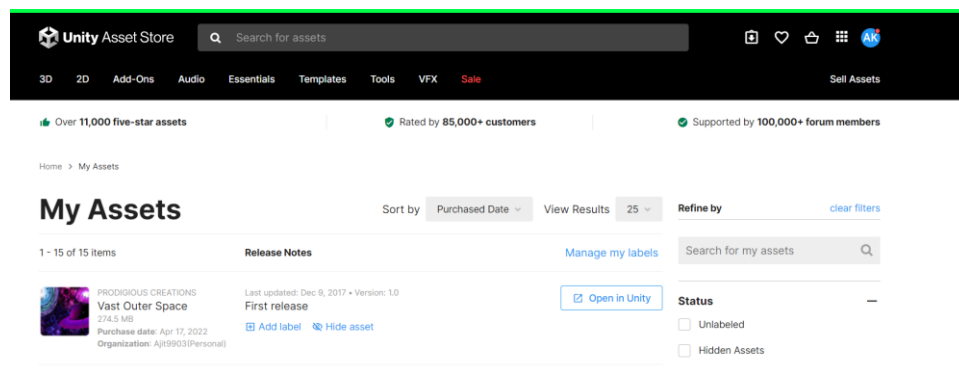 Unity Asset Store
Search for assets
AK
3D 2D Add-Ons Audio Essentials Templates Tools VFX Sale Sell Assets
Over 11,000 five-star assets Rated by 85,000+ customers Supported by 100,000+ forum members
Home > My Assets
My Assets
Sort by Purchased Date View Results 25
Refine by clear filters
1 - 15 of 15 items Release Notes Manage my labels
Search for my assets
PRODIGIOUS CREATIONS
Vast Outer Space
274.5 MB
Purchase date: Apr 17, 2022
Organization: Ajit9903(Personal)
Last updated: Dec 9, 2017 • Version: 1.0
First release
Add label Hide asset
Open in Unity
Status
Unlabeled
Hidden Assets